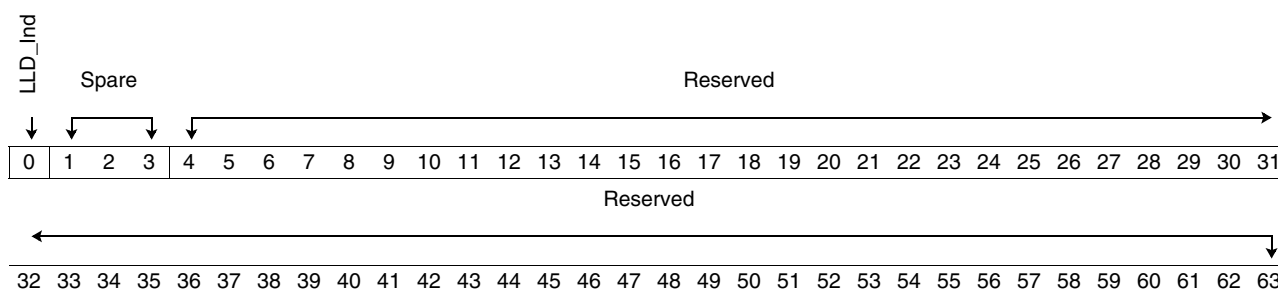 LLD_Ind
Spare
Reserved
0 1 2 3 4 5 6 7 8 9 10 11 12 13 14 15 16 17 18 19 20 21 22 23 24 25 26 27 28 29 30 31
Reserved
32 33 34 35 36 37 38 39 40 41 42 43 44 45 46 47 48 49 50 51 52 53 54 55 56 57 58 59 60 61 62 63